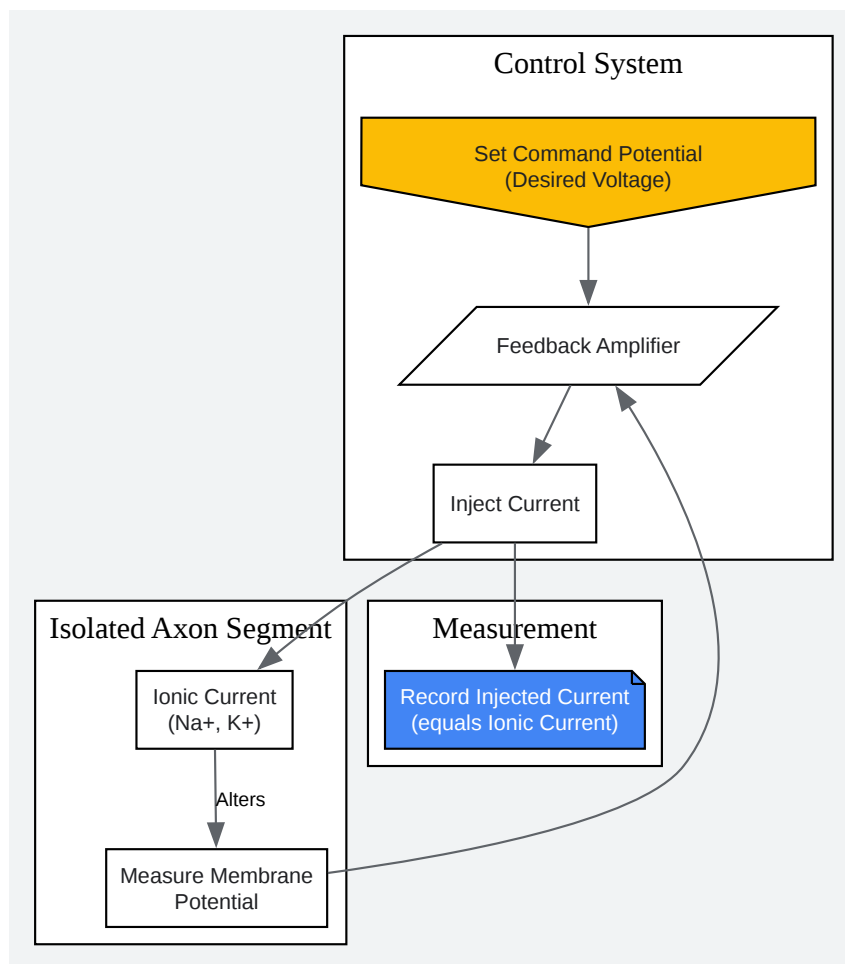 Control System
Set Command Potential
(Desired Voltage)
Feedback Amplifier
Inject Current
Isolated Axon Segment
Measurement
Ionic Current
(Na+, K+)
Record Injected Current
(equals Ionic Current)
Alters
Measure Membrane
Potential